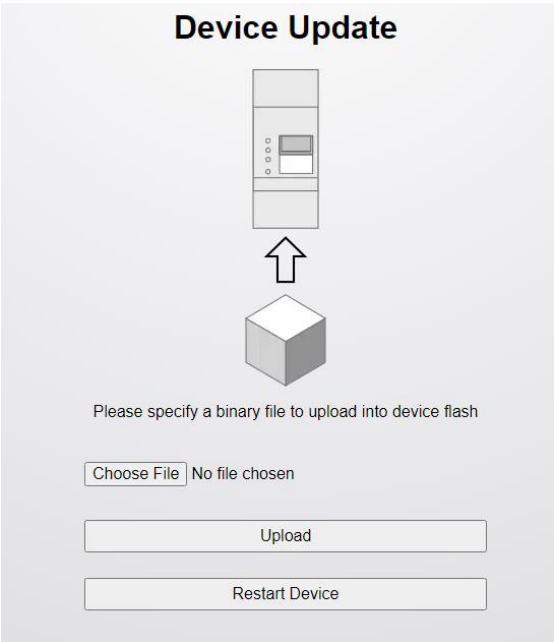 Device Update
Please specify a binary file to upload into device flash
Choose File No file chosen
Upload
Restart Device